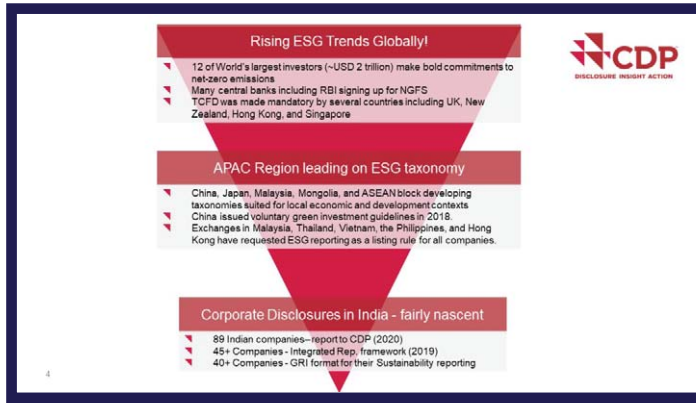 Rising ESG Trends Globally!
12 of World's largest investors (~USD 2 trillion) make bold commitments to
net-zero emissions
Many central banks including RBI signing up for NGFS
TCFD was made mandatory by several countries including UK, New
Zealand, Hong Kong, and Singapore
CDP
DISCLOSURE INSIGHT ACTION
APAC Region leading on ESG taxonomy
China, Japan, Malaysia, Mongolia, and ASEAN block developing
taxonomies suited for local economic and development contexts
China issued voluntary green investment guidelines in 2018.
Exchanges in Malaysia, Thailand, Vietnam, the Philippines, and Hong
Kong have requested ESG reporting as a listing rule for all companies.
Corporate Disclosures in India - fairly nascent
89 Indian companies– report to CDP (2020)
45+ Companies - Integrated Rep. framework (2019)
40+ Companies - GRI format for their Sustainability reporting
4